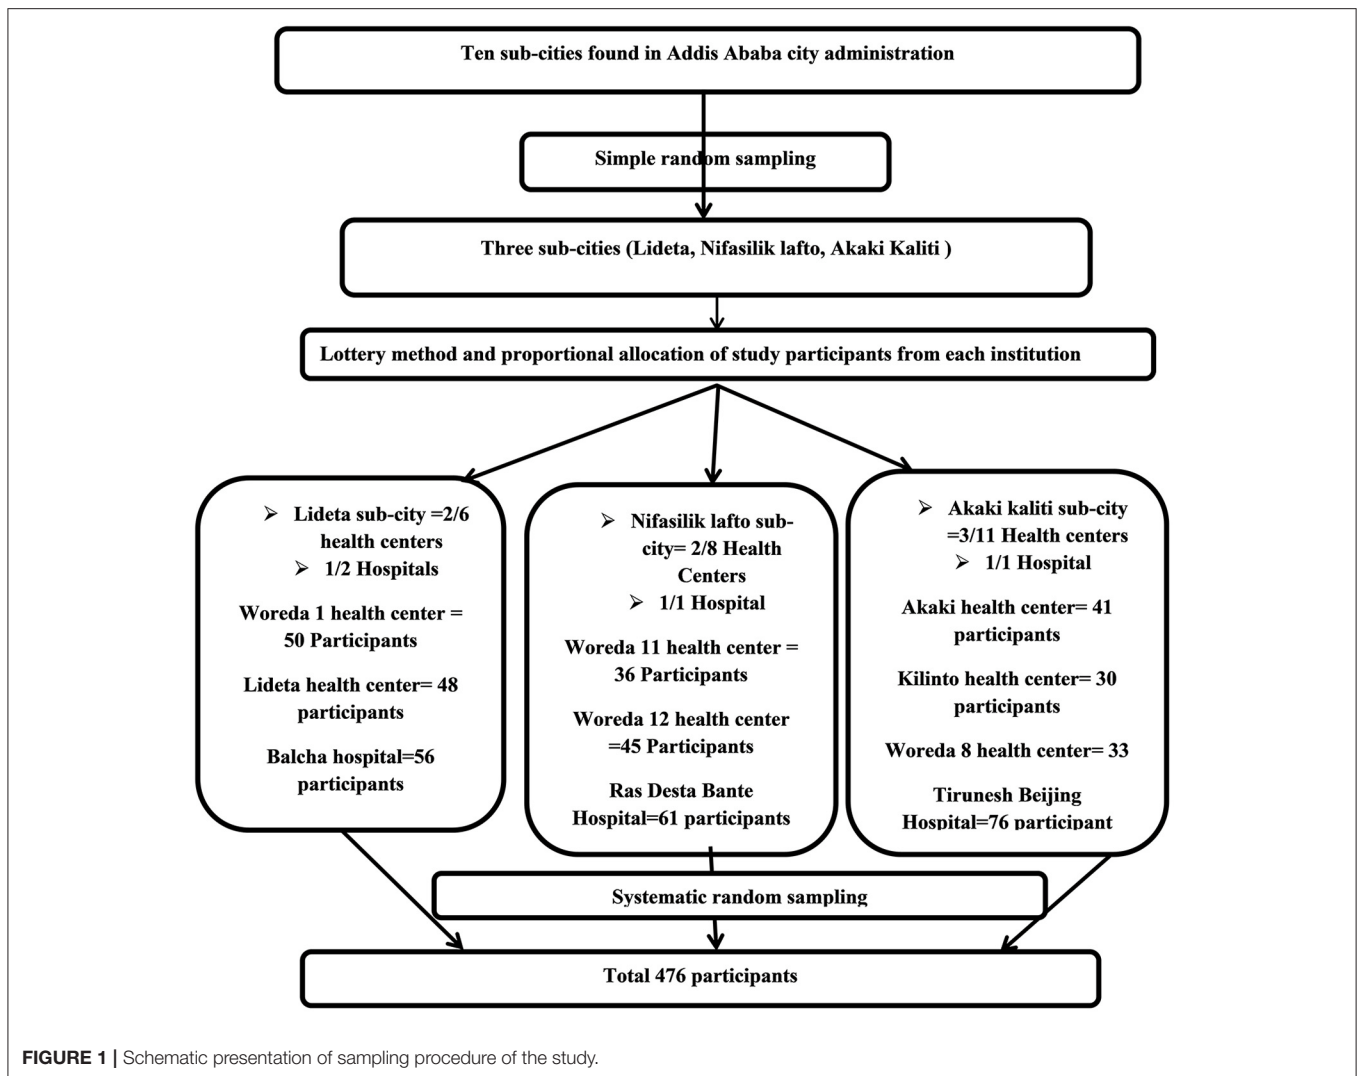 Ten sub-cities found in Addis Ababa city administration
Simple random sampling
Three sub-cities (Lideta, Nifasilik lafto, Akaki Kaliti )
Lottery method and proportional allocation of study participants from each institution
➢ Lideta sub-city =2/6
health centers
➢ 1/2 Hospitals
Woreda 1 health center =
50 Participants
Lideta health center= 48
participants
Balcha hospital=56
participants
➢ Nifasilik lafto sub-
city= 2/8 Health
Centers
➢ 1/1 Hospital
Woreda 11 health center =
36 Participants
Woreda 12 health center
=45 Participants
Ras Desta Bante
Hospital=61 participants
➢ Akaki kaliti sub-city
=3/11 Health centers
➢ 1/1 Hospital
Akaki health center= 41
participants
Kilinto health center= 30
participants
Woreda 8 health center= 33
Tirunesh Beijing
Hospital=76 participant
Systematic random sampling
Total 476 participants
FIGURE 1 | Schematic presentation of sampling procedure of the study.